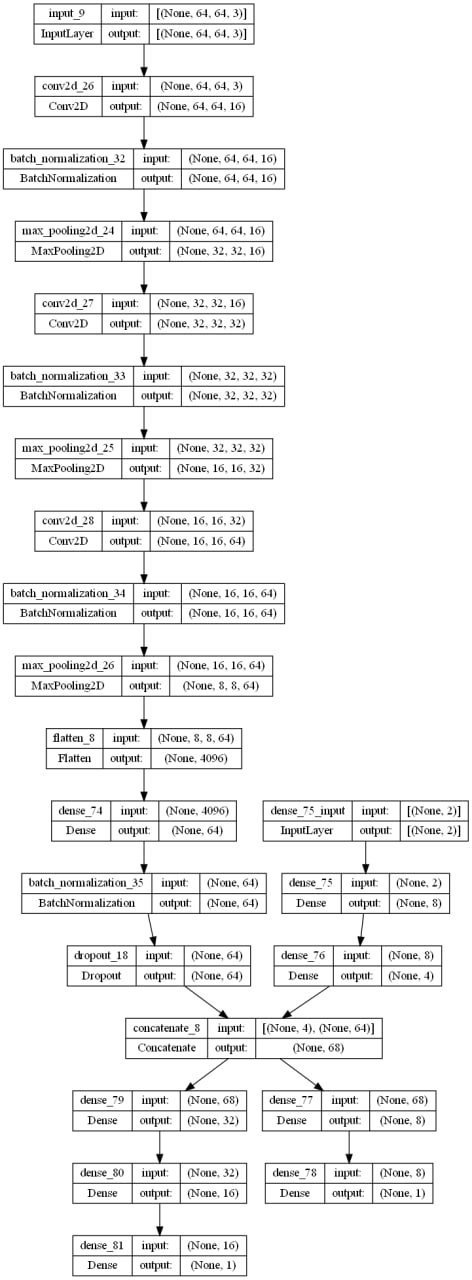 input_9 input: [(None, 64, 64, 3)]
InputLayer output: [(None, 64, 64, 3)]
conv2d_26 input: (None, 64, 64, 3)
Conv2D output: (None, 64, 64, 16)
batch_normalization_32 input: (None, 64, 64, 16)
BatchNormalization output: (None, 64, 64, 16)
max_pooling2d_24 input: (None, 64, 64, 16)
MaxPooling2D output: (None, 32, 32, 16)
conv2d_27 input: (None, 32, 32, 16)
Conv2D output: (None, 32, 32, 32)
batch_normalization_33 input: (None, 32, 32, 32)
BatchNormalization output: (None, 32, 32, 32)
max_pooling2d_25 input: (None, 32, 32, 32)
MaxPooling2D output: (None, 16, 16, 32)
conv2d_28 input: (None, 16, 16, 32)
Conv2D output: (None, 16, 16, 64)
batch_normalization_34 input: (None, 16, 16, 64)
BatchNormalization output: (None, 16, 16, 64)
max_pooling2d_26 input: (None, 16, 16, 64)
MaxPooling2D output: (None, 8, 8, 64)
flatten_8 input: (None, 8, 8, 64)
Flatten output: (None, 4096)
dense_74 input: (None, 4096)
Dense output: (None, 64)
dense_75_input input: [(None, 2)]
InputLayer output: [(None, 2)]
batch_normalization_35 input: (None, 64)
BatchNormalization output: (None, 64)
dense_75 input: (None, 2)
Dense output: (None, 8)
dropout_18 input: (None, 64)
Dropout output: (None, 64)
dense_76 input: (None, 8)
Dense output: (None, 4)
concatenate_8 input: [(None, 4), (None, 64)]
Concatenate output: (None, 68)
dense_79 input: (None, 68)
Dense output: (None, 32)
dense_77 input: (None, 68)
Dense output: (None, 8)
dense_80 input: (None, 32)
Dense output: (None, 16)
dense_78 input: (None, 8)
Dense output: (None, 1)
dense_81 input: (None, 16)
Dense output: (None, 1)